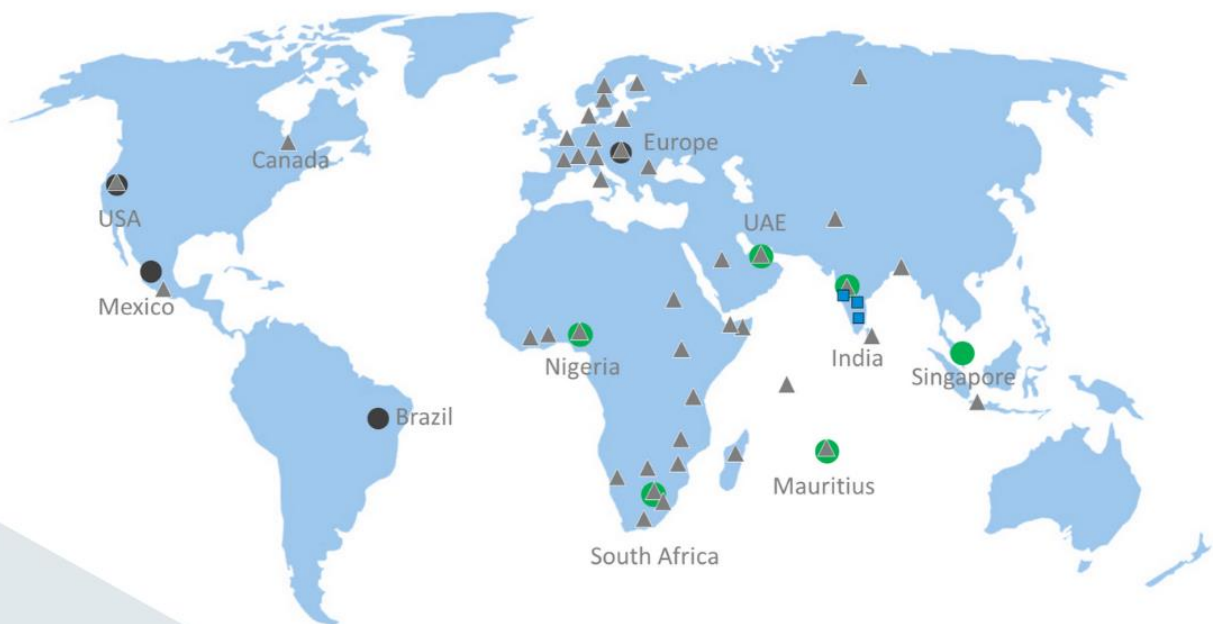 Europe
Canada
USA
UAE
Mexico
India
Nigeria
Singapore
Brazil
Mauritius
South Africa